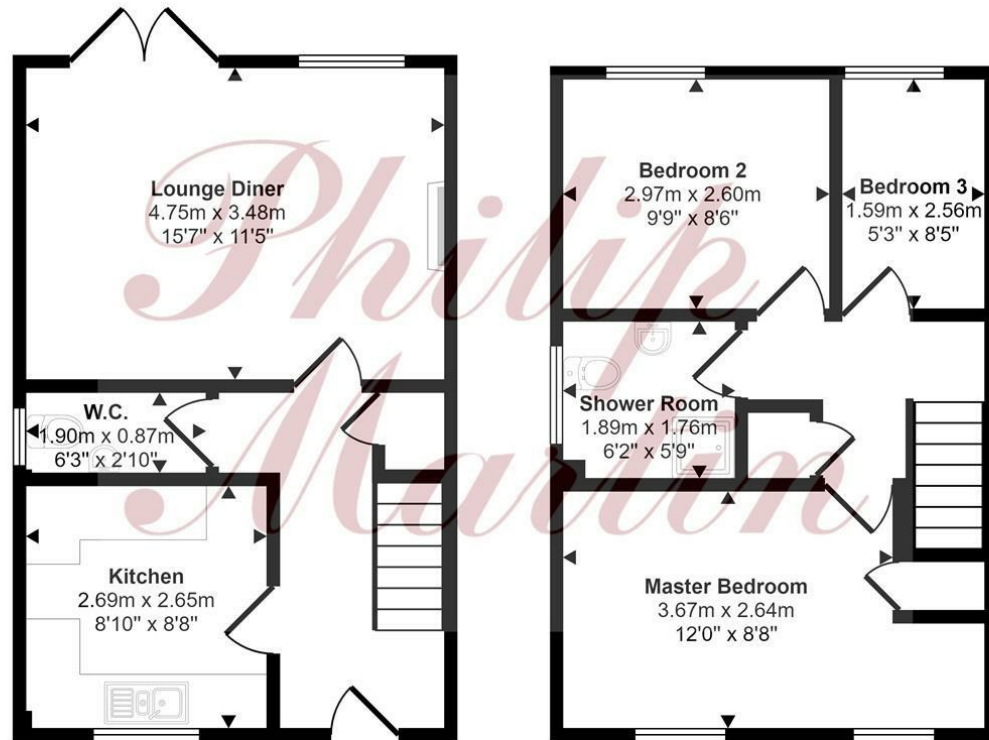 Lounge Diner
4.75m x 3.48m
15'7" x 11'5"
W.C.
1.90m x 0.87m
6'3" x 2'10"
Kitchen
2.69m x 2.65m
8'10" x 8'8"
Bedroom 2
2.97m x 2.60m
9'9" x 8'6"
Bedroom 3
1.59m x 2.56m
5'3" x 8'5"
Shower Room
1.89m x 1.76m
6'2" x 5'9"
Master Bedroom
3.67m x 2.64m
12'0" x 8'8"
Philip
Martin